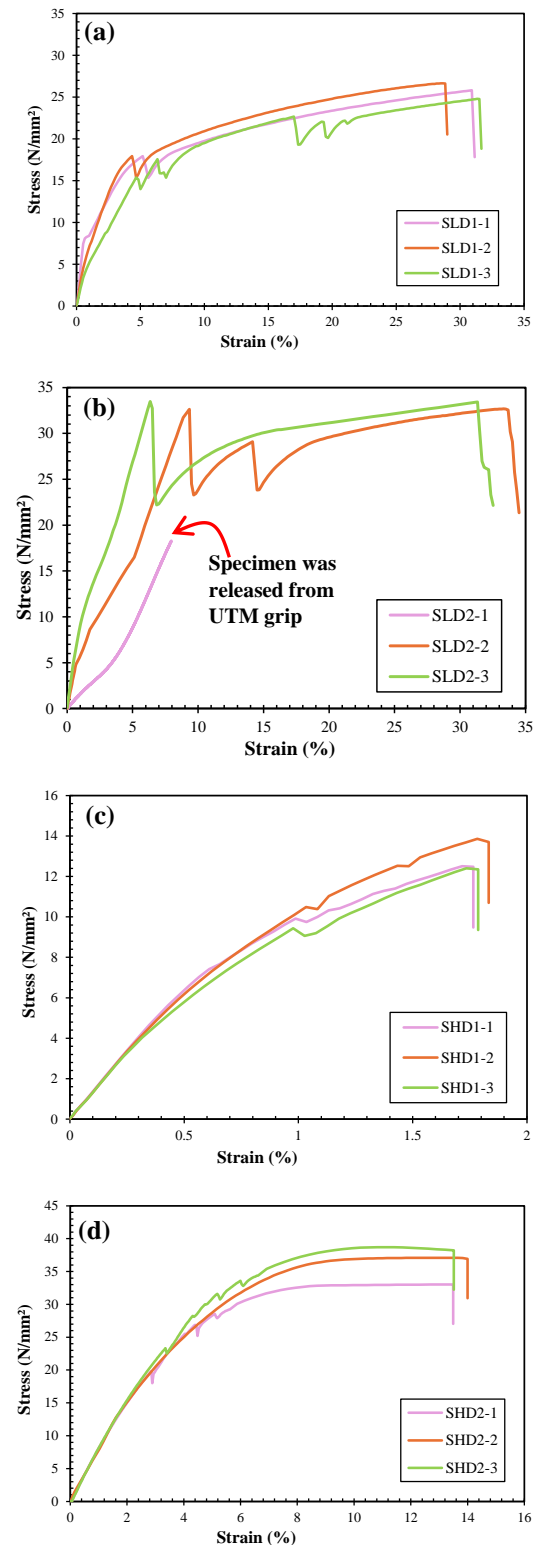 (a)
Stress (N/mm²)
35
30
25
20
15
10
5
0
SLD1-1
SLD1-2
SLD1-3
0 5 10 15 20 25 30 35
Strain (%)
(b)
Stress (N/mm²)
35
30
25
20
15
10
5
0
Specimen was
released from
UTM grip
SLD2-1
SLD2-2
SLD2-3
0 5 10 15 20 25 30 35
Strain (%)
(c)
Stress (N/mm²)
16
14
12
10
8
6
4
2
0
SHD1-1
SHD1-2
SHD1-3
0 0.5 1 1.5 2
Strain (%)
(d)
Stress (N/mm²)
45
40
35
30
25
20
15
10
5
0
SHD2-1
SHD2-2
SHD2-3
0 2 4 6 8 10 12 14 16
Strain (%)